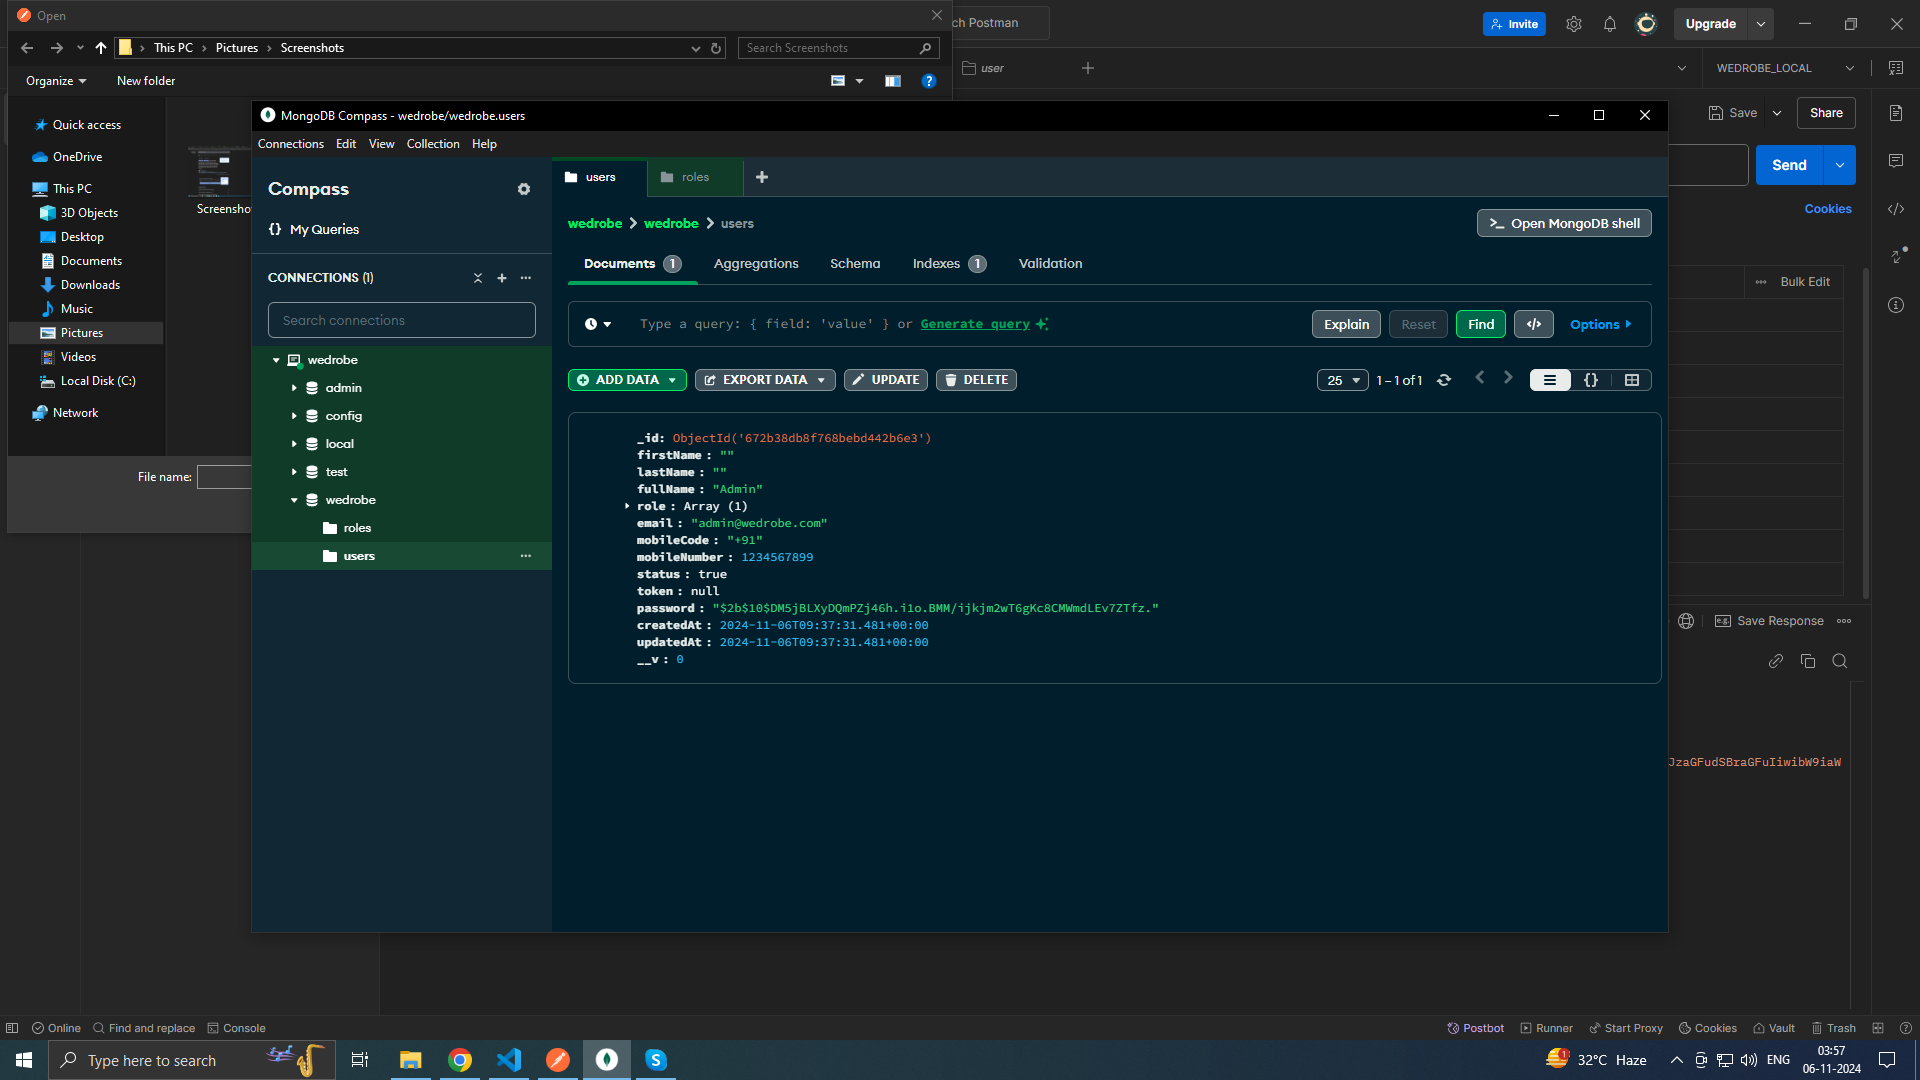 Open
ch Postman
Invite
Upgrade
This PC
Pictures
Screenshots
Search Screenshots
user
WEDROBE_LOCAL
Organize
New folder
Save
Share
Quick access
OneDrive
This PC
3D Objects
Desktop
Documents
Downloads
Music
Pictures
Videos
Local Disk (C:)
Network
File name:
MongoDB Compass - wedrobe/wedrobe.users
Connections Edit View Collection Help
Compass
{} My Queries
CONNECTIONS (1)
Search connections
wedrobe
admin
config
local
test
wedrobe
roles
users
users
roles
wedrobe > wedrobe > users
>_ Open MongoDB shell
Documents 1 Aggregations Schema Indexes 1 Validation
Type a query: { field: 'value' } or Generate query
Explain Reset Find </> Options
ADD DATA EXPORT DATA UPDATE DELETE
25 1 – 1 of 1 {}
_id: ObjectId('672b38db8f768bebd442b6e3')
firstName : ""
lastName : ""
fullName : "Admin"
role : Array (1)
email : "admin@wedrobe.com"
mobileCode : "+91"
mobileNumber : 1234567899
status : true
token : null
password : "$2b$10$DM5jBLXyDQmPZj46h.i1o.BMM/ijkjm2wT6gKc8CMWmdLEv7ZTfz."
createdAt : 2024-11-06T09:37:31.481+00:00
updatedAt : 2024-11-06T09:37:31.481+00:00
__v : 0
Send
Cookies
Bulk Edit
Save Response
JzaGFudSBraGFuIiwibW9iaW
Online Find and replace Console
Postbot Runner Start Proxy Cookies Vault Trash
Type here to search
1 32°C Haze
ENG
03:57
06-11-2024